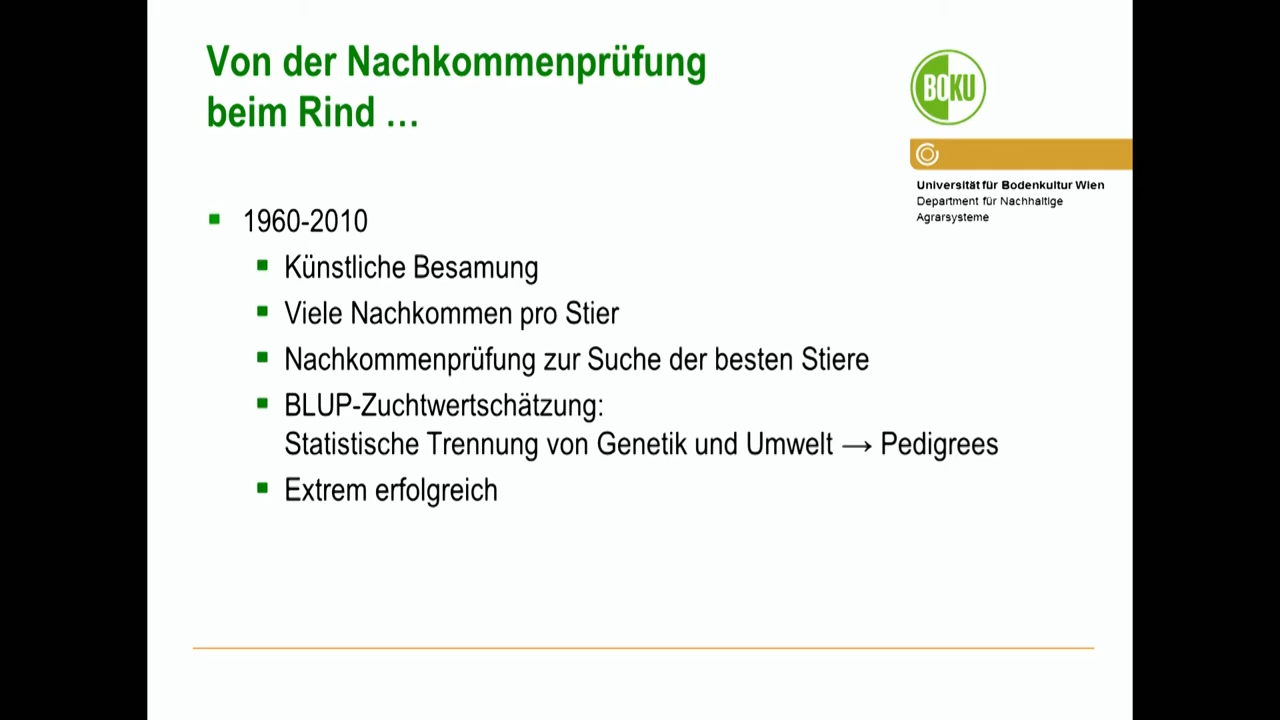 Von der Nachkommenprüfung
beim Rind …
BOKU
Universität für Bodenkultur Wien
Department für Nachhaltige
Agrarsysteme
1960-2010
Künstliche Besamung
Viele Nachkommen pro Stier
Nachkommenprüfung zur Suche der besten Stiere
BLUP-Zuchtwertschätzung:
Statistische Trennung von Genetik und Umwelt → Pedigrees
Extrem erfolgreich